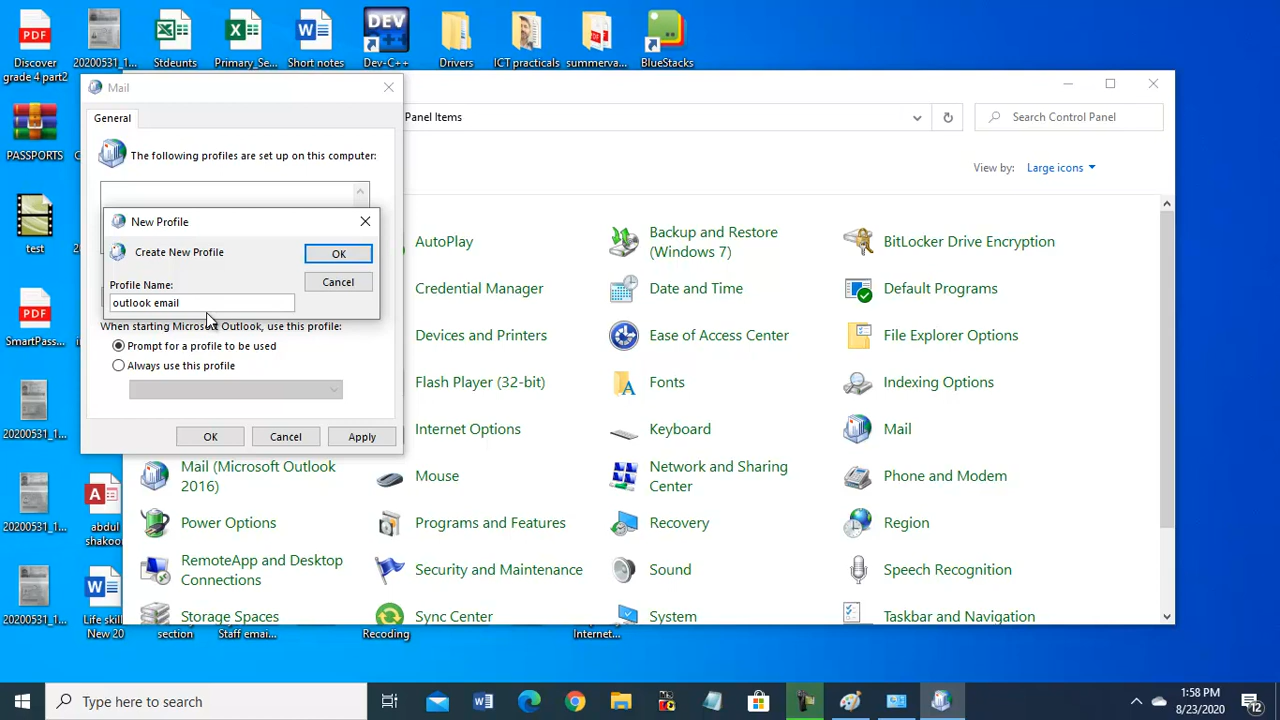 Discover
grade 4 part2
20200531_1...
Stdeunts
Primary_Se...
Short notes
DEV
C++
Dev-C++
Drivers
ICT practicals
summerva...
BlueStacks
PDF
PASSPORTS
test
PDF
SmartPass...
20200531_1...
20200531_1...
abdul
shakoo
20200531_1...
Life skill
New 20
section
Staff emai...
Recoding
Internet...
Mail
General
The following profiles are set up on this computer:
New Profile
Create New Profile
OK
Cancel
Profile Name:
outlook email
When starting Microsoft Outlook, use this profile:
Prompt for a profile to be used
Always use this profile
OK
Cancel
Apply
Panel Items
Search Control Panel
View by:
Large icons
AutoPlay
Backup and Restore
(Windows 7)
BitLocker Drive Encryption
Credential Manager
Date and Time
Default Programs
Devices and Printers
Ease of Access Center
File Explorer Options
Flash Player (32-bit)
Fonts
Indexing Options
Internet Options
Keyboard
Mail
Mail (Microsoft Outlook
2016)
Mouse
Network and Sharing
Center
Phone and Modem
Power Options
Programs and Features
Recovery
Region
RemoteApp and Desktop
Connections
Security and Maintenance
Sound
Speech Recognition
Storage Spaces
Sync Center
System
Taskbar and Navigation
Type here to search
1:58 PM
8/23/2020
12